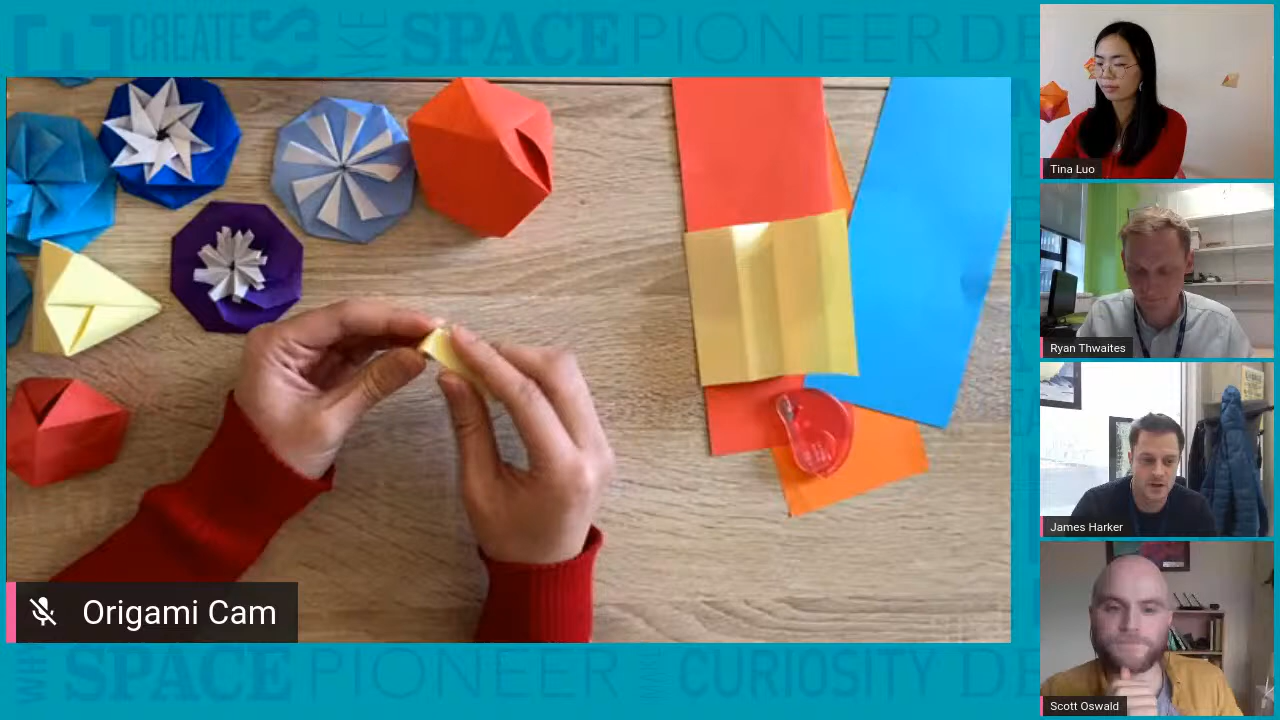 CREATE
SPACE PIONEER
Tina Luo
Ryan Thwaites
James Harker
Origami Cam
SPACE PIONEER
CURIOSITY
Scott Oswald